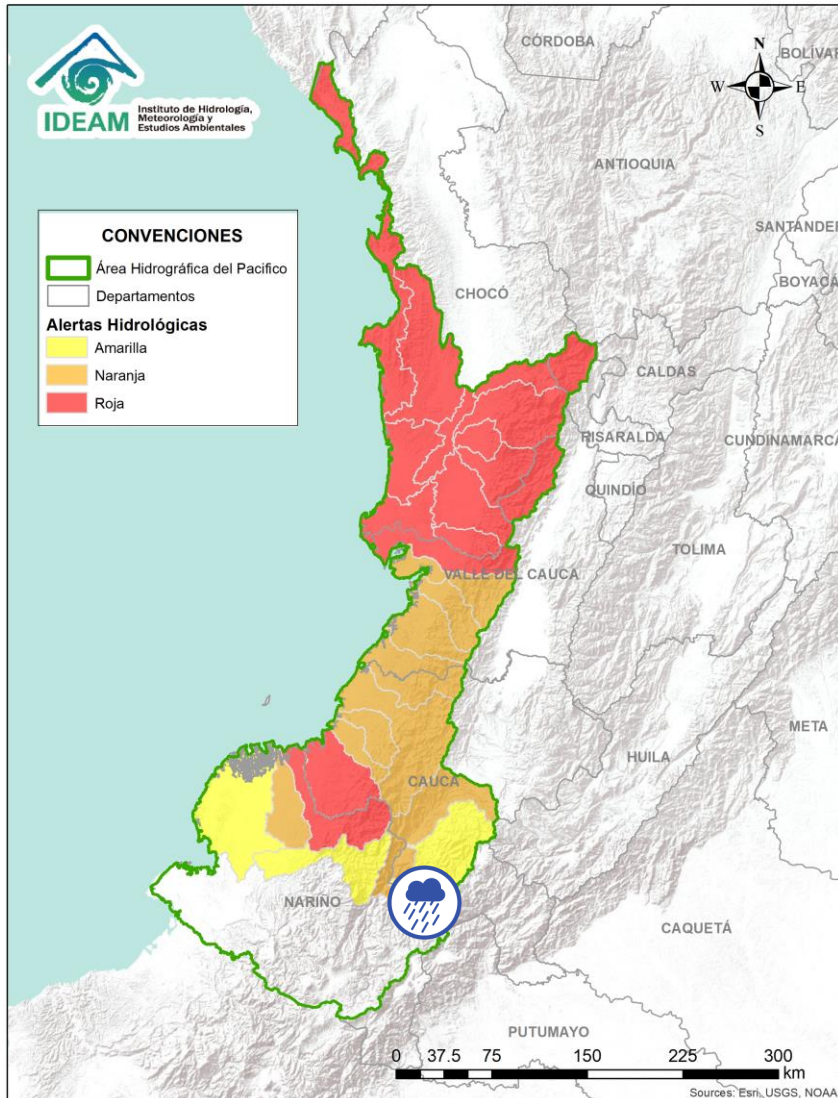 CÓRDOBA
BOLÍVAR
N
W
E
S
IDEAM
Instituto de Hidrología,
Meteorología y
Estudios Ambientales
ANTIOQUIA
SANTANDER
CONVENCIONES
Área Hidrográfica del Pacifico
Departamentos
Alertas Hidrológicas
Amarilla
Naranja
Roja
BOYACÁ
CHOCÓ
CALDAS
RISARALDA
CUNDINAMARCA
QUINDÍO
TOLIMA
VALLE DEL CAUCA
META
HUILA
CAUCA
NARIÑO
CAQUETÁ
PUTUMAYO
0 37.5 75 150 225 300
km
Sources: Esri, USGS, NOAA